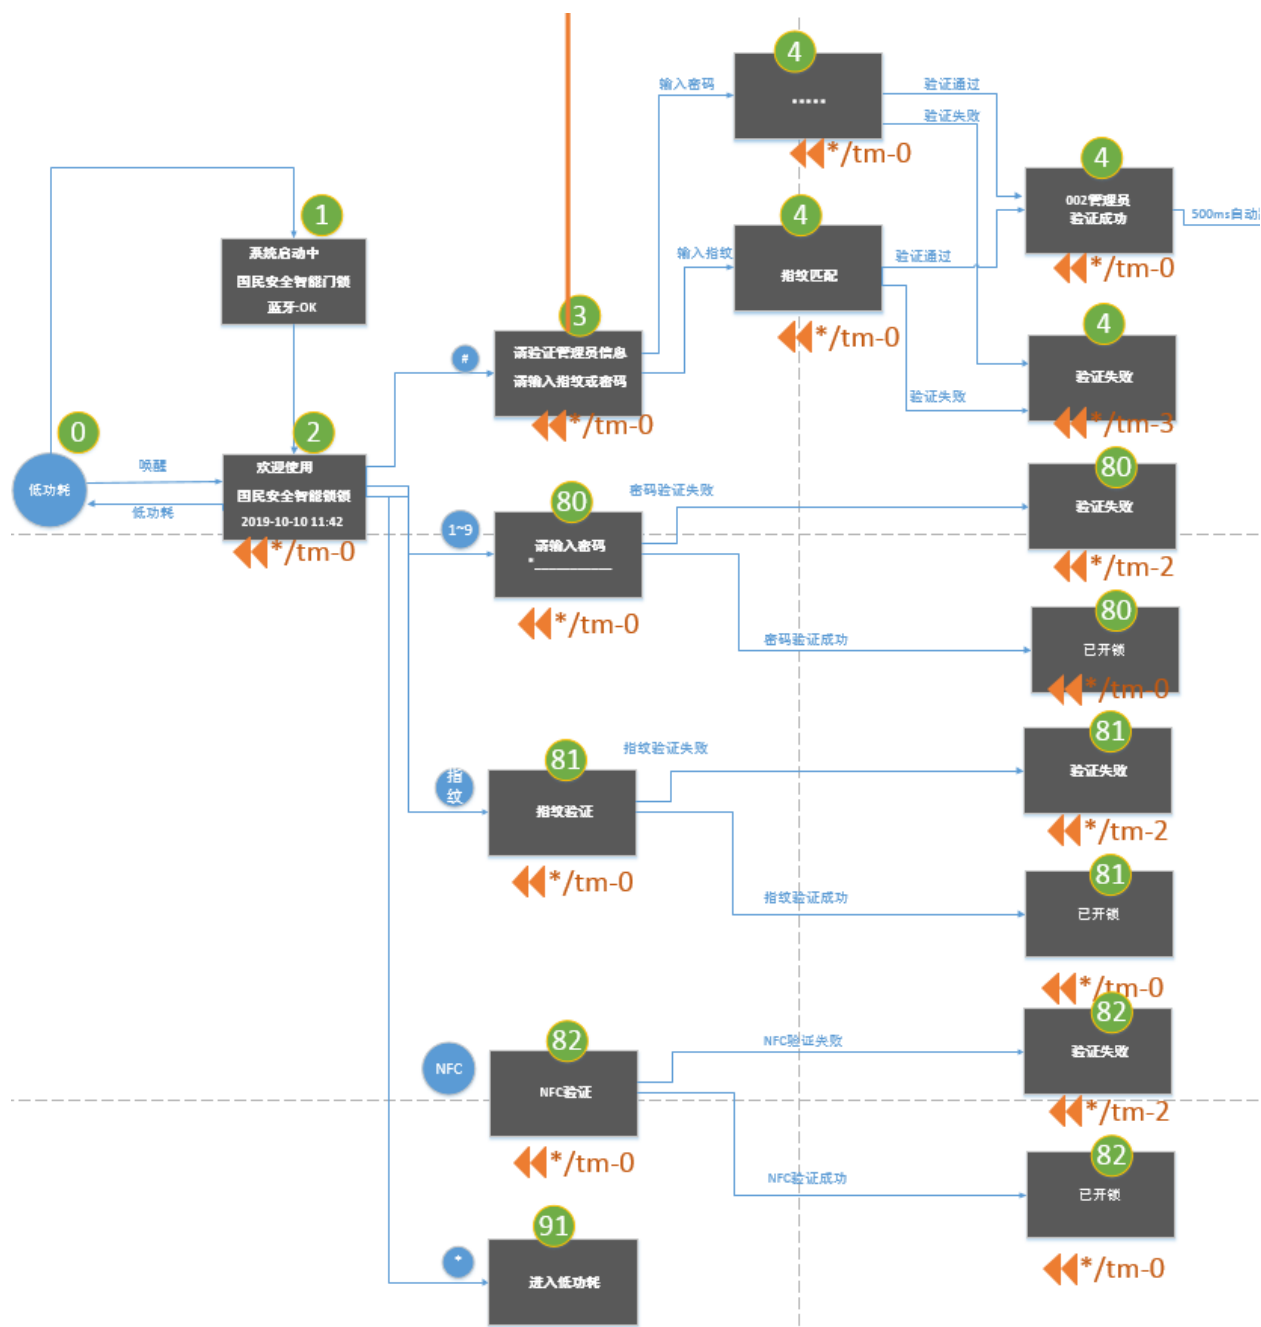 4
输入密码
*****
验证通过
验证失败
*/tm-0
4
002管理员
验证成功
*/tm-0
500ms自动
1
系统启动中
国民安全智能门锁
蓝牙:OK
4
输入指纹
指纹匹配
验证通过
验证失败
*/tm-0
3
#
请验证管理员信息
请输入指纹或密码
*/tm-0
4
验证失败
*/tm-3
0
低功耗
唤醒
低功耗
2
欢迎使用
国民安全智能锁锁
2019-10-10 11:42
*/tm-0
80
1~9
请输入密码
*___________
*/tm-0
密码验证失败
80
验证失败
*/tm-2
密码验证成功
80
已开锁
*/tm-0
81
指纹
指纹验证
*/tm-0
指纹验证失败
81
验证失败
*/tm-2
指纹验证成功
81
已开锁
*/tm-0
82
NFC
NFC验证
*/tm-0
NFC验证失败
82
验证失败
*/tm-2
NFC验证成功
82
已开锁
*/tm-0
91
*
进入低功耗